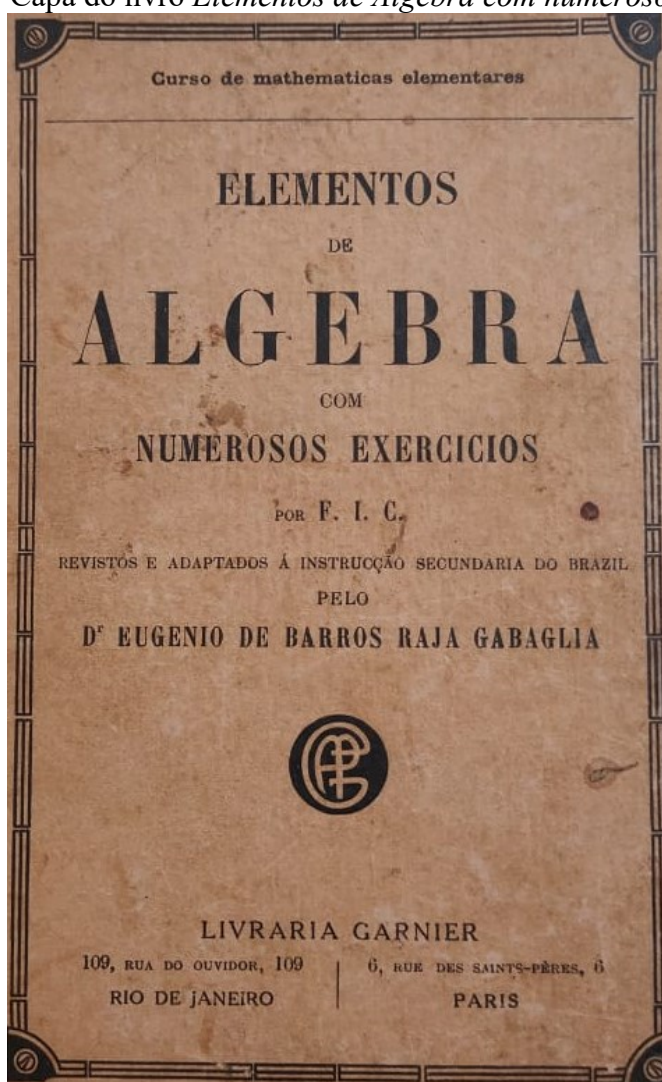 Capa do livro Elementos de Algebra com numeroso
Curso de mathematicas elementares
ELEMENTOS
DE
ALGEBRA
COM
NUMEROSOS EXERCICIOS
POR F. I. C.
REVISTOS E ADAPTADOS Á INSTRUCÇÃO SECUNDARIA DO BRAZIL
PELO
Dr EUGENIO DE BARROS RAJA GABAGLIA
LIVRARIA GARNIER
109, RUA DO OUVIDOR, 109
RIO DE JANEIRO
6, RUE DES SAINTS-PÈRES, 6
PARIS